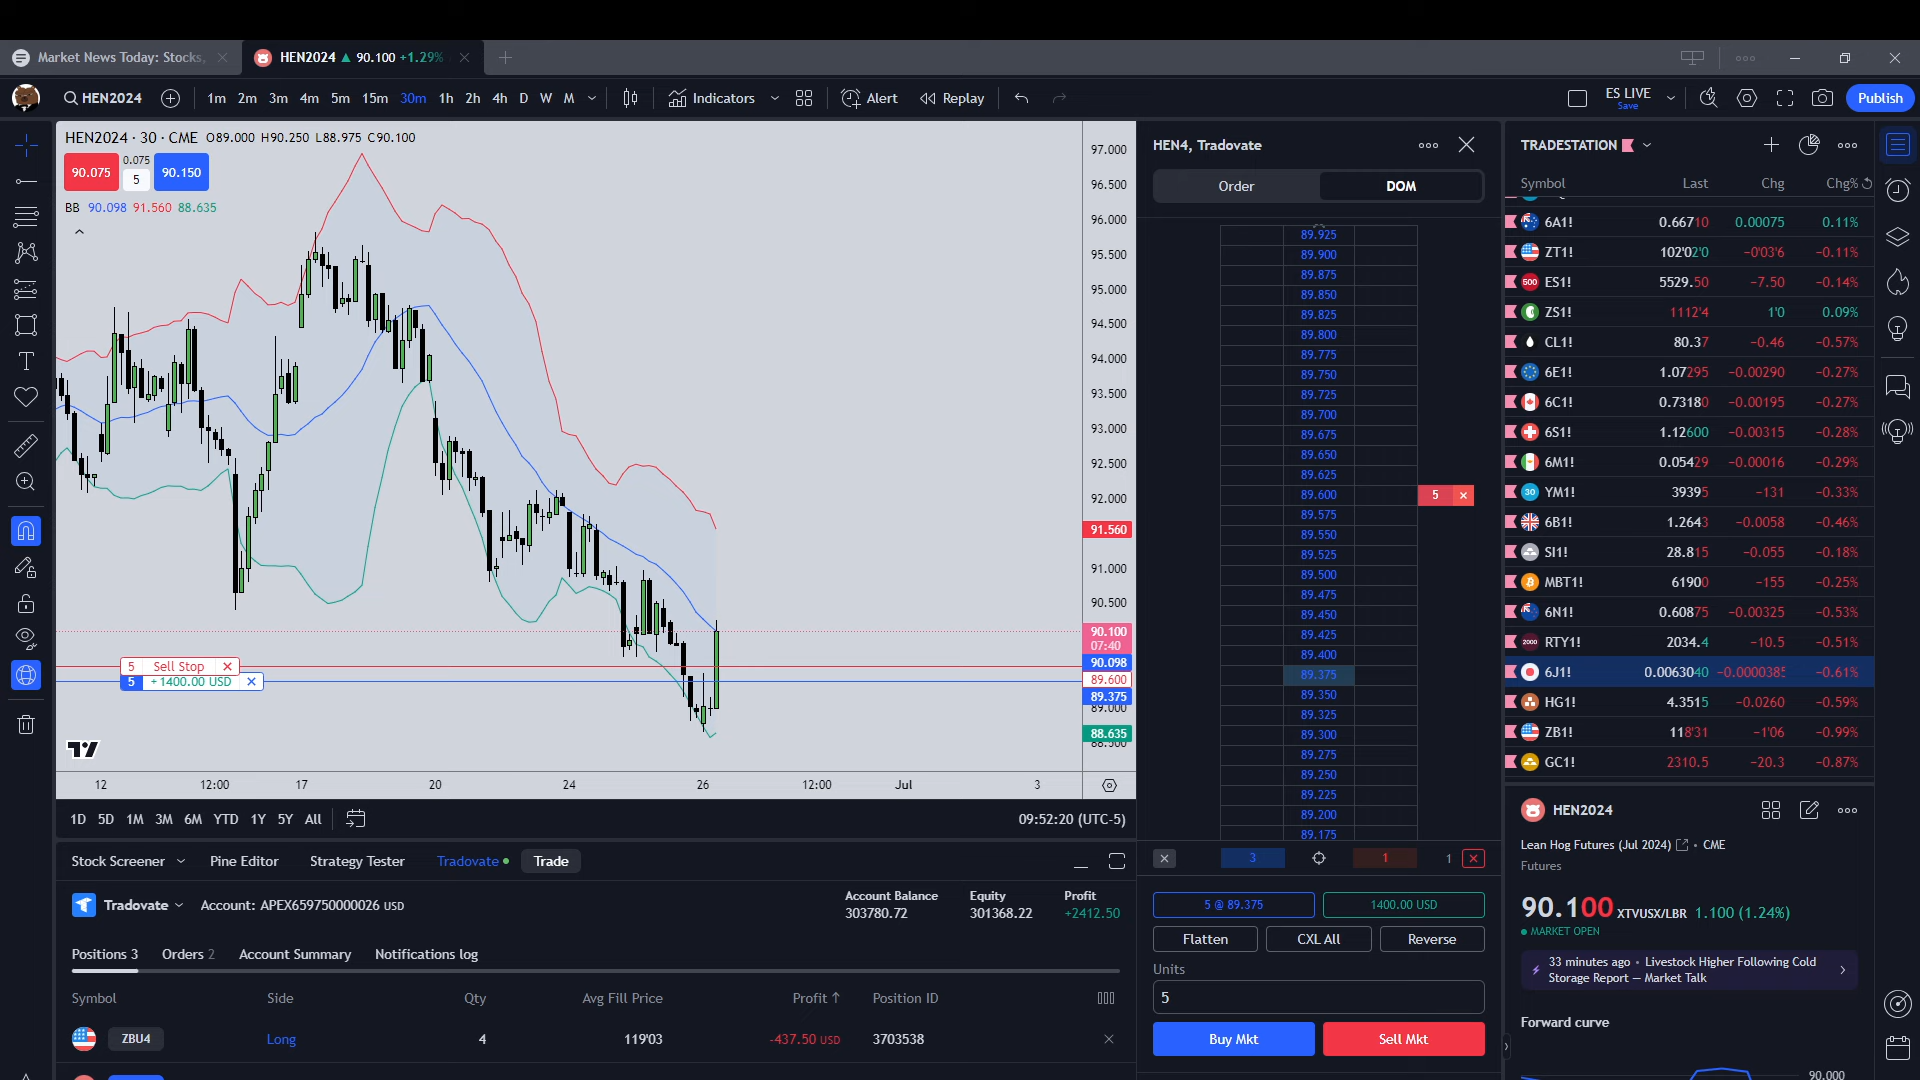 Market News Today: Stocks,
HEN2024 ▲ 90.100 +1.29%
HEN2024
1m 2m 3m 4m 5m 15m 30m 1h 2h 4h D W M
Indicators
Alert
Replay
ES LIVE
Save
Publish
HEN2024 · 30 · CME O89.000 H90.250 L88.975 C90.100
90.075
0.075
5
90.150
BB 90.098 91.560 88.635
97.000
96.500
96.000
95.500
95.000
94.500
94.000
93.500
93.000
92.500
92.000
91.560
91.000
90.500
90.100
07:40
90.098
89.600
89.375
89.000
88.635
88.500
5 Sell Stop
5 +1400.00 USD
12 12:00 17 20 24 26 12:00 Jul 3
1D 5D 1M 3M 6M YTD 1Y 5Y All
09:52:20 (UTC-5)
Stock Screener Pine Editor Strategy Tester Tradovate Trade
Tradovate Account: APEX659750000026 USD
Account Balance Equity Profit
303780.72 301368.22 +2412.50
Positions 3 Orders 2 Account Summary Notifications log
Symbol Side Qty Avg Fill Price Profit ↑ Position ID
ZBU4 Long 4 119'03 -437.50 USD 3703538
HEN4, Tradovate
Order DOM
89.925
89.900
89.875
89.850
89.825
89.800
89.775
89.750
89.725
89.700
89.675
89.650
89.625
89.600 5
89.575
89.550
89.525
89.500
89.475
89.450
89.425
89.400
89.375
89.350
89.325
89.300
89.275
89.250
89.225
89.200
89.175
3 1 1
5 @ 89.375 1400.00 USD
Flatten CXL All Reverse
Units
5
Buy Mkt Sell Mkt
TRADESTATION
Symbol Last Chg Chg%
6A1! 0.66710 0.00075 0.11%
ZT1! 102'02'0 -0'03'6 -0.11%
500 ES1! 5529.50 -7.50 -0.14%
ZS1! 1112'4 1'0 0.09%
CL1! 80.37 -0.46 -0.57%
6E1! 1.07295 -0.00290 -0.27%
6C1! 0.73180 -0.00195 -0.27%
6S1! 1.12600 -0.00315 -0.28%
6M1! 0.05429 -0.00016 -0.29%
30 YM1! 39395 -131 -0.33%
6B1! 1.2643 -0.0058 -0.46%
SI1! 28.815 -0.055 -0.18%
MBT1! 61900 -155 -0.25%
6N1! 0.60875 -0.00325 -0.53%
2000 RTY1! 2034.4 -10.5 -0.51%
6J1! 0.0063040 -0.0000385 -0.61%
HG1! 4.3515 -0.0260 -0.59%
ZB1! 118'31 -1'06 -0.99%
GC1! 2310.5 -20.3 -0.87%
HEN2024
Lean Hog Futures (Jul 2024) • CME
Futures
90.100 XTVUSX/LBR 1.100 (1.24%)
MARKET OPEN
33 minutes ago • Livestock Higher Following Cold
Storage Report — Market Talk
Forward curve
90.000